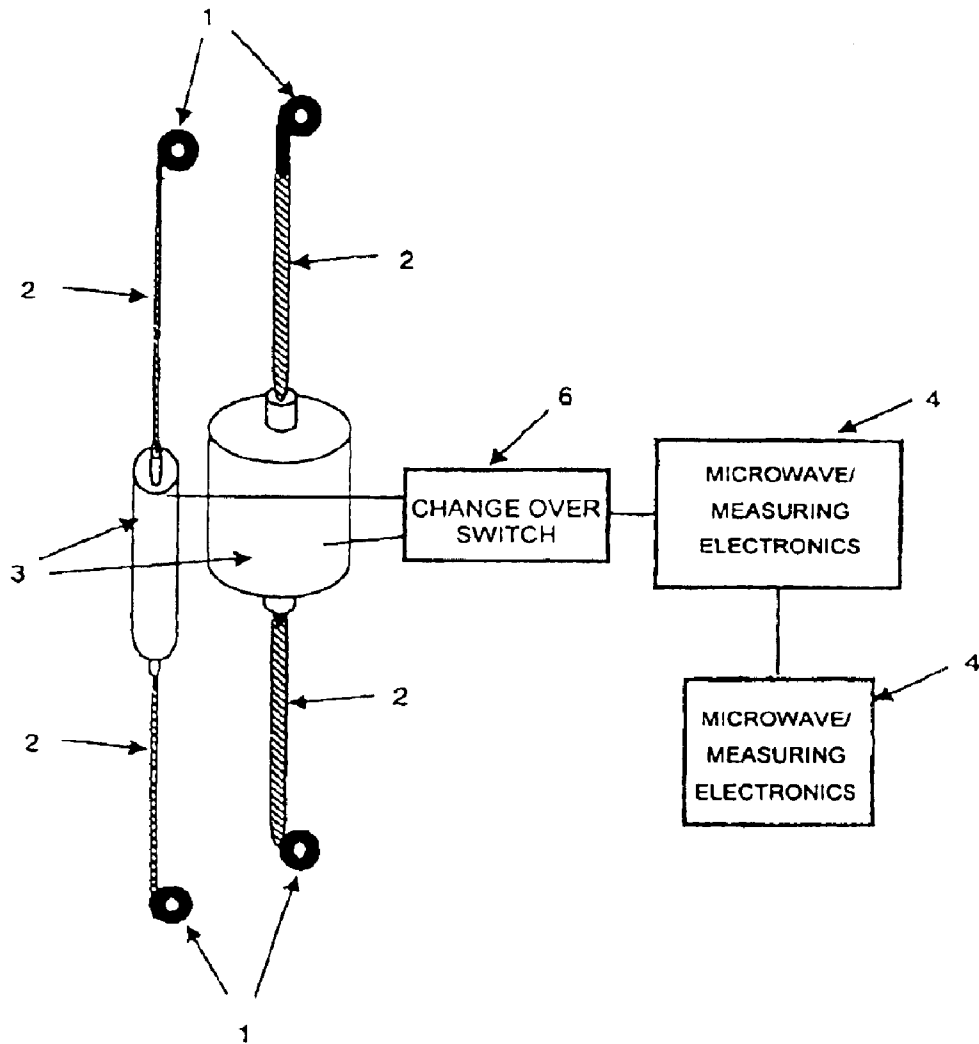 1
2
2
6
4
CHANGE OVER
SWITCH
MICROWAVE/
MEASURING
ELECTRONICS
3
4
2
2
MICROWAVE/
MEASURING
ELECTRONICS
1